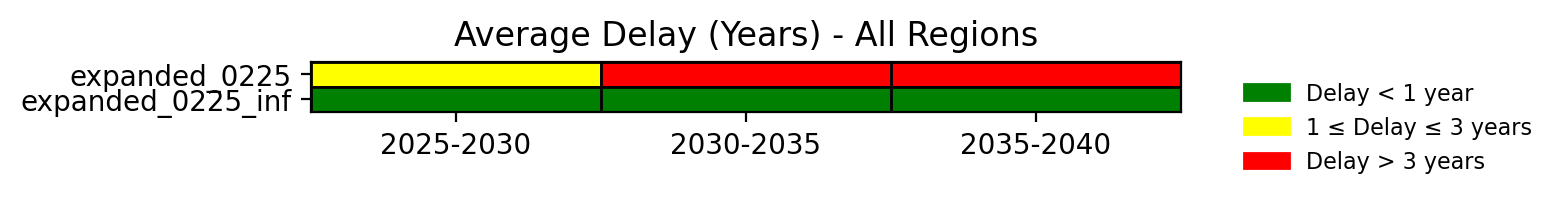 Average Delay (Years) - All Regions
expanded_0225
expanded_0225_inf
2025-2030 2030-2035 2035-2040
Delay < 1 year
1 ≤ Delay ≤ 3 years
Delay > 3 years